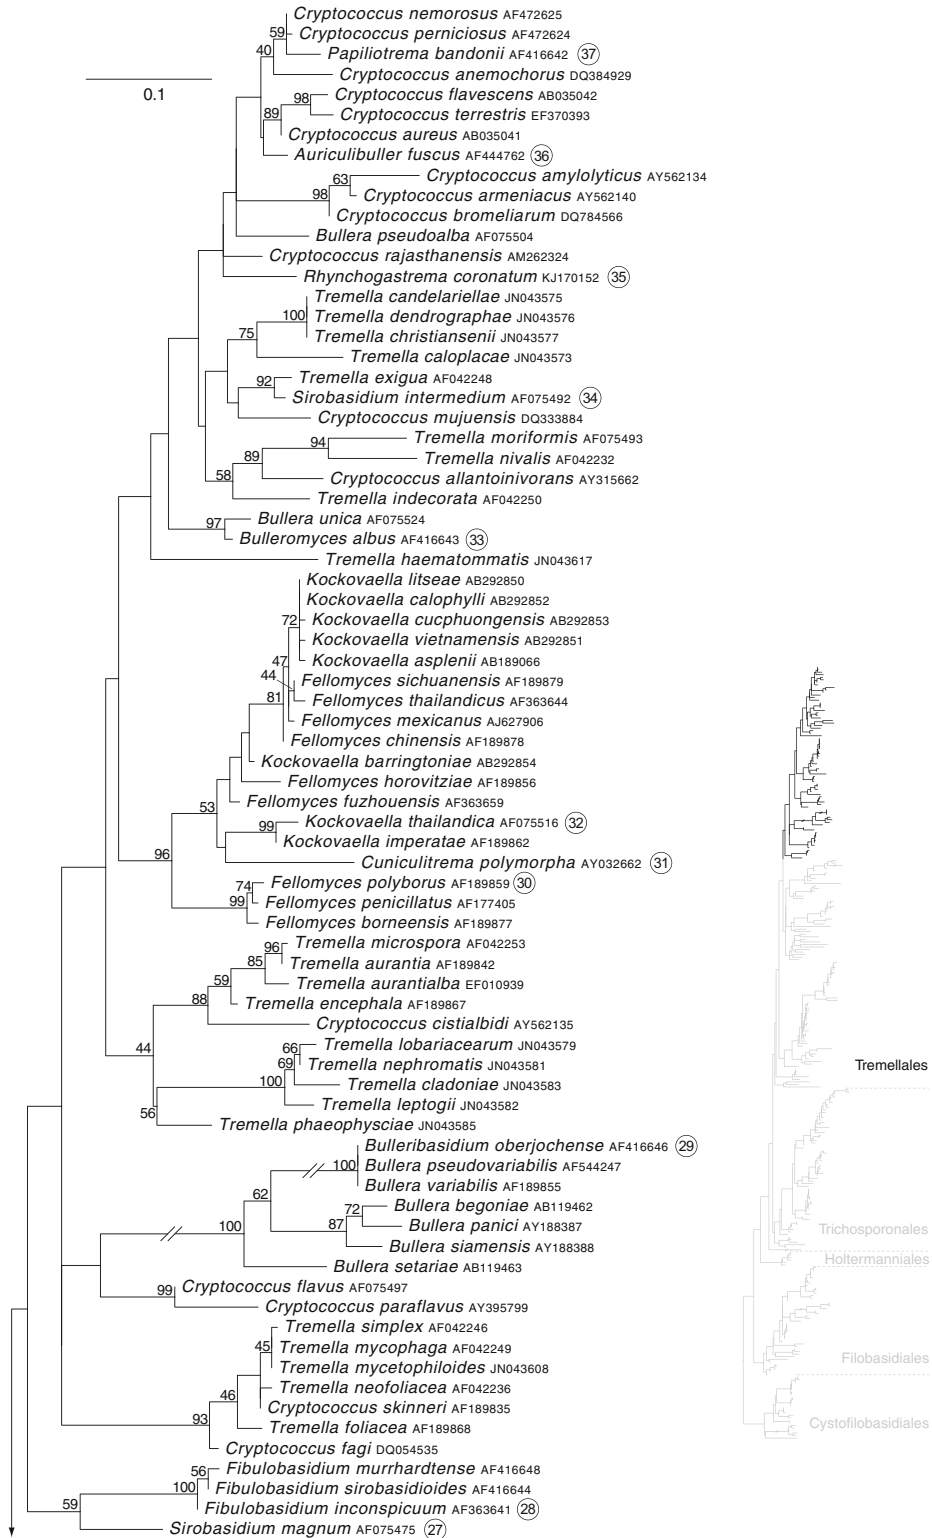 Cryptococcus nemorosus AF472625
59 Cryptococcus perniciosus AF472624
40 Papiliotrema bandonii AF416642 37
Cryptococcus anemochorus DQ384929
0.1
98 Cryptococcus flavescens AB035042
89 Cryptococcus terrestris EF370393
Cryptococcus aureus AB035041
Auriculibuller fuscus AF444762 36
63 Cryptococcus amylolyticus AY562134
98 Cryptococcus armeniacus AY562140
Cryptococcus bromeliarum DQ784566
Bullera pseudoalba AF075504
Cryptococcus rajasthanensis AM262324
Rhynchogastrema coronatum KJ170152 35
Tremella candelariellae JN043575
100 Tremella dendrographae JN043576
75 Tremella christiansenii JN043577
Tremella caloplacae JN043573
92 Tremella exigua AF042248
Sirobasidium intermedium AF075492 34
Cryptococcus mujuensis DQ333884
94 Tremella moriformis AF075493
89 Tremella nivalis AF042232
58 Cryptococcus allantoinivorans AY315662
Tremella indecorata AF042250
97 Bullera unica AF075524
Bulleromyces albus AF416643 33
Tremella haematommatis JN043617
Kockovaella litseae AB292850
Kockovaella calophylli AB292852
72 Kockovaella cucphuongensis AB292853
Kockovaella vietnamensis AB292851
47 Kockovaella asplenii AB189066
44 Fellomyces sichuanensis AF189879
81 Fellomyces thailandicus AF363644
Fellomyces mexicanus AJ627906
Fellomyces chinensis AF189878
Kockovaella barringtoniae AB292854
Fellomyces horovitziae AF189856
53 Fellomyces fuzhouensis AF363659
99 Kockovaella thailandica AF075516 32
Kockovaella imperatae AF189862
96 Cuniculitrema polymorpha AY032662 31
74 Fellomyces polyborus AF189859 30
99 Fellomyces penicillatus AF177405
Fellomyces borneensis AF189877
96 Tremella microspora AF042253
85 Tremella aurantia AF189842
59 Tremella aurantialba EF010939
88 Tremella encephala AF189867
Cryptococcus cistialbidi AY562135
44 66 Tremella lobariacearum JN043579
69 Tremella nephromatis JN043581
Tremellales
100 Tremella cladoniae JN043583
56 Tremella leptogii JN043582
Tremella phaeophysciae JN043585
Bulleribasidium oberjochense AF416646 29
100 Bullera pseudovariabilis AF544247
62 Bullera variabilis AF189855
72 Bullera begoniae AB119462
100 87 Bullera panici AY188387
Trichosporonales
Bullera siamensis AY188388
Holtermanniales
Bullera setariae AB119463
99 Cryptococcus flavus AF075497
Cryptococcus paraflavus AY395799
Tremella simplex AF042246
45 Tremella mycophaga AF042249
Filobasidiales
Tremella mycetophiloides JN043608
46 Tremella neofoliacea AF042236
Cryptococcus skinneri AF189835
93 Tremella foliacea AF189868
Cystofilobasidiales
Cryptococcus fagi DQ054535
56 Fibulobasidium murrhardtense AF416648
100 Fibulobasidium sirobasidioides AF416644
59 Fibulobasidium inconspicuum AF363641 28
Sirobasidium magnum AF075475 27